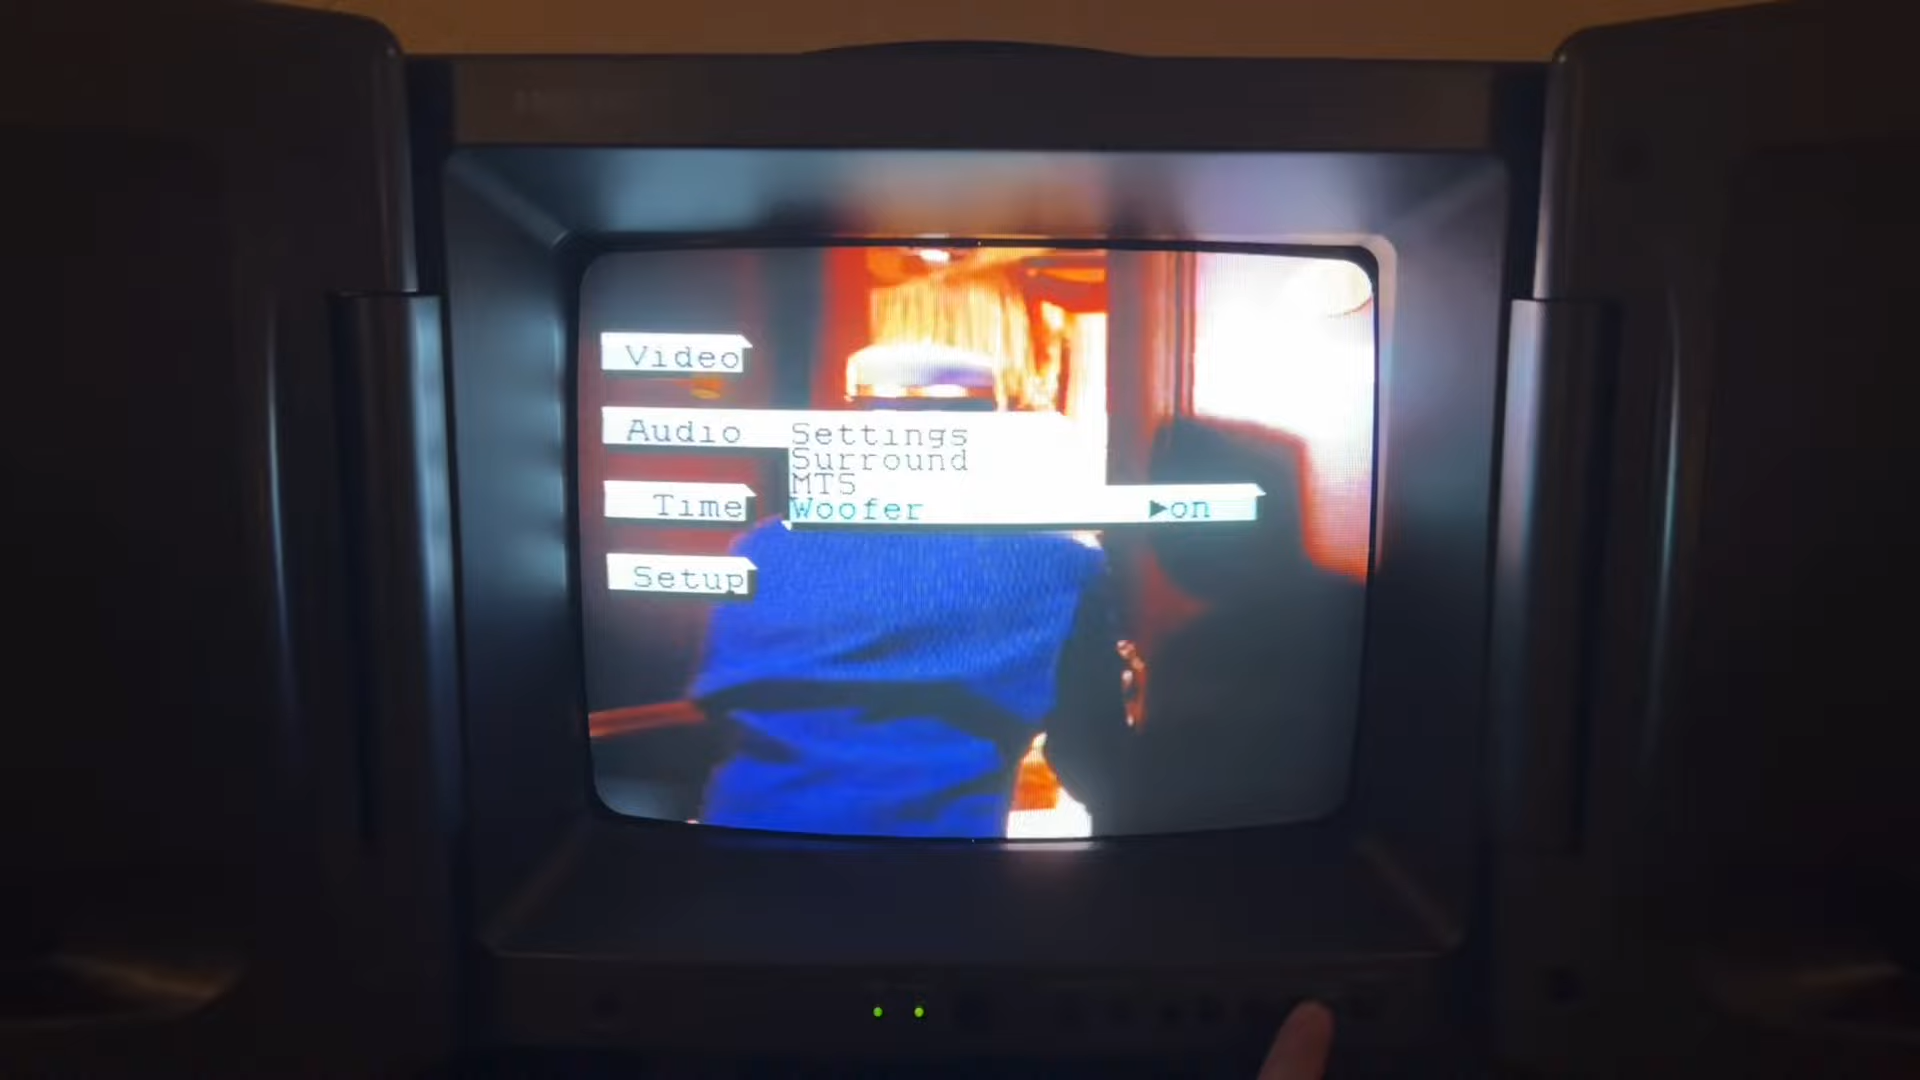 Video
Audio
Settings
Surround
MTS
Woofer ▶on
Time
Setup